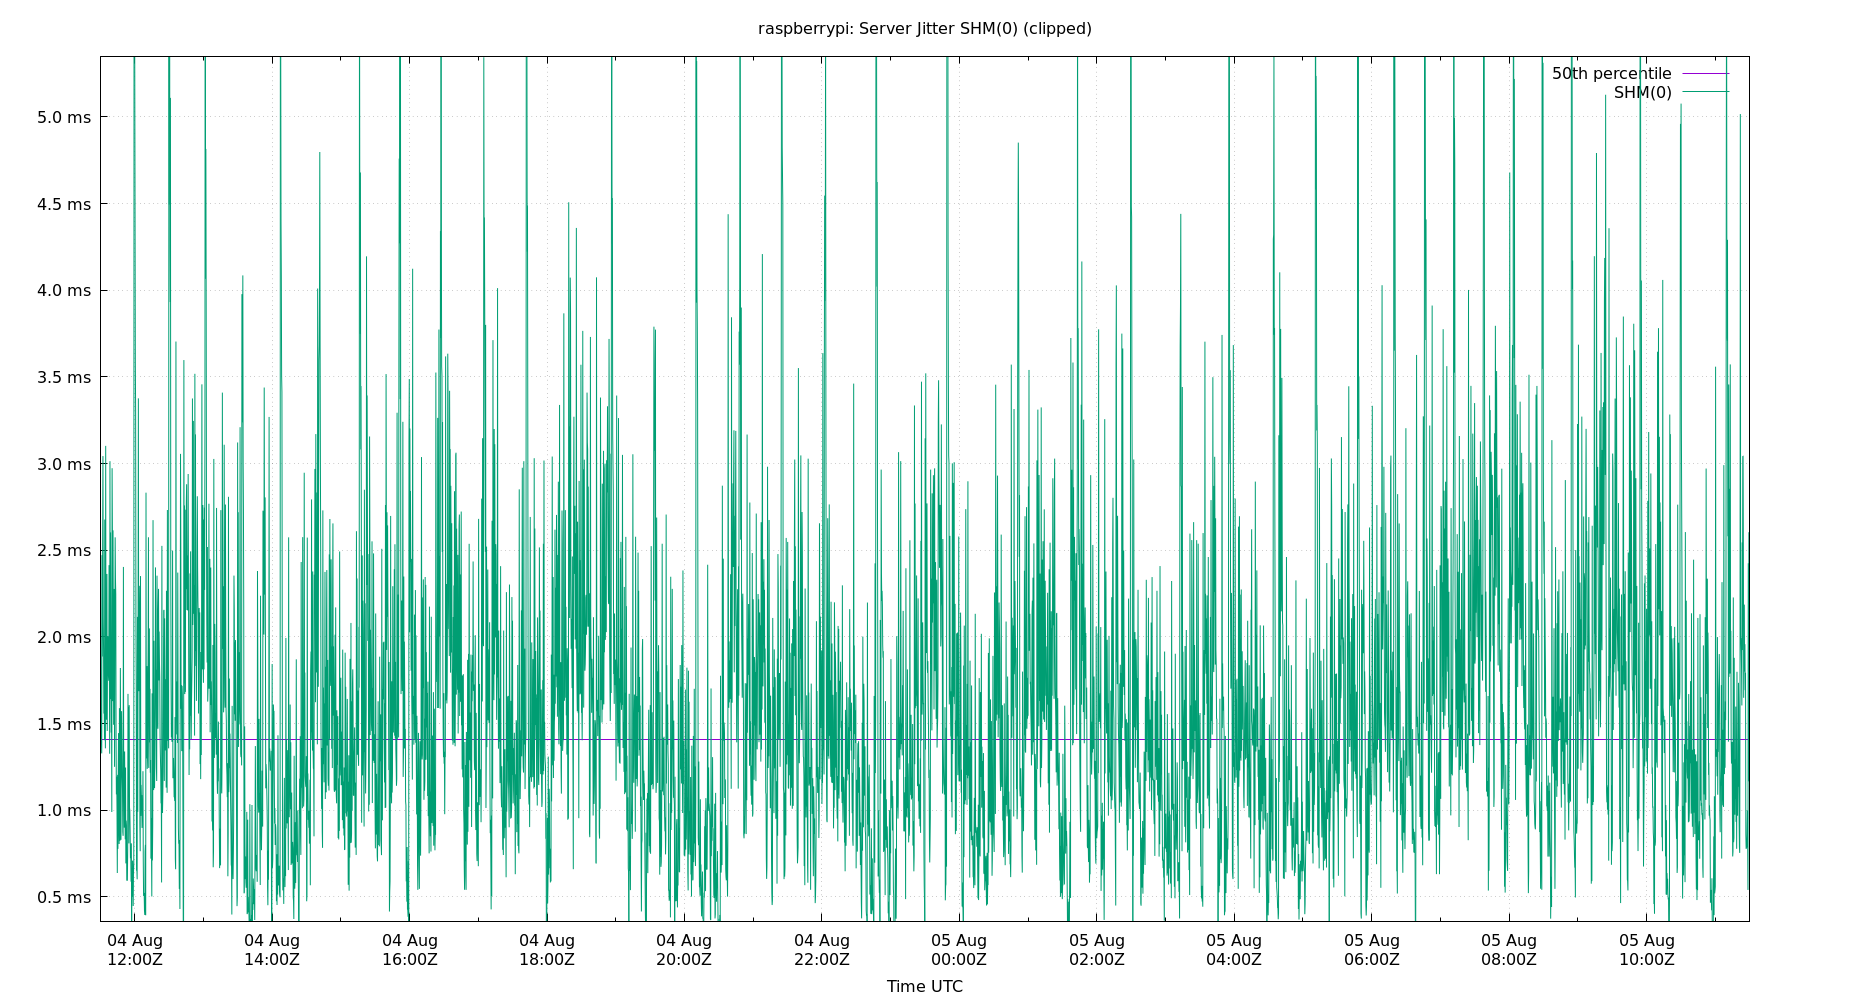 raspberrypi: Server Jitter SHM(0) (clipped)
50th percentile
SHM(0)
5.0 ms
4.5 ms
4.0 ms
3.5 ms
3.0 ms
2.5 ms
2.0 ms
1.5 ms
1.0 ms
0.5 ms
04 Aug 04 Aug 04 Aug 04 Aug 04 Aug 04 Aug 05 Aug 05 Aug 05 Aug 05 Aug 05 Aug 05 Aug
12:00Z 14:00Z 16:00Z 18:00Z 20:00Z 22:00Z 00:00Z 02:00Z 04:00Z 06:00Z 08:00Z 10:00Z
Time UTC